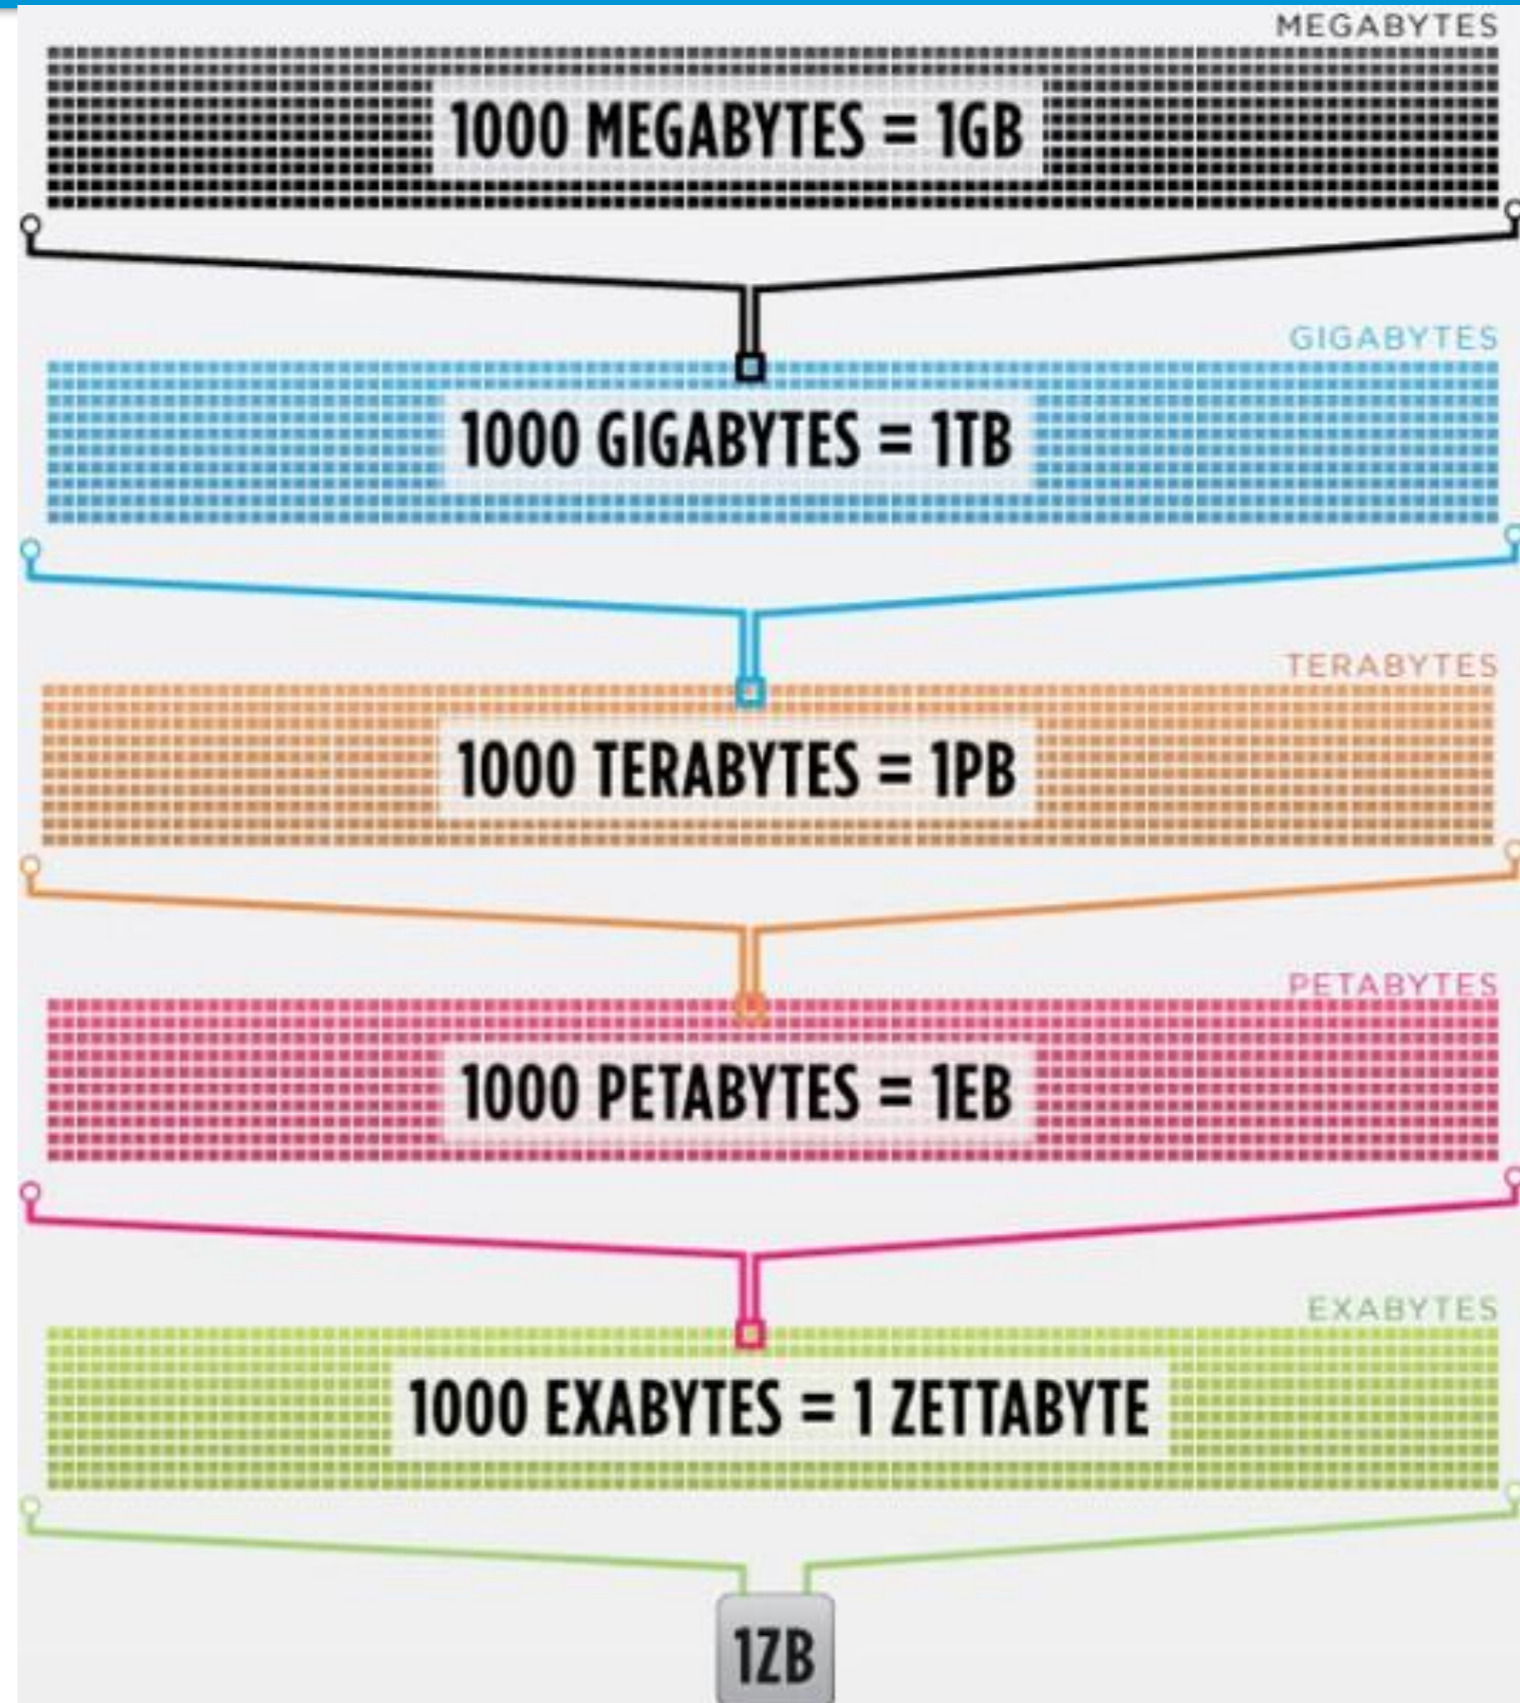 MEGABYTES
1000 MEGABYTES = 1GB
GIGABYTES
1000 GIGABYTES = 1TB
TERABYTES
1000 TERABYTES = 1PB
PETABYTES
1000 PETABYTES = 1EB
EXABYTES
1000 EXABYTES = 1 ZETTABYTE
1ZB